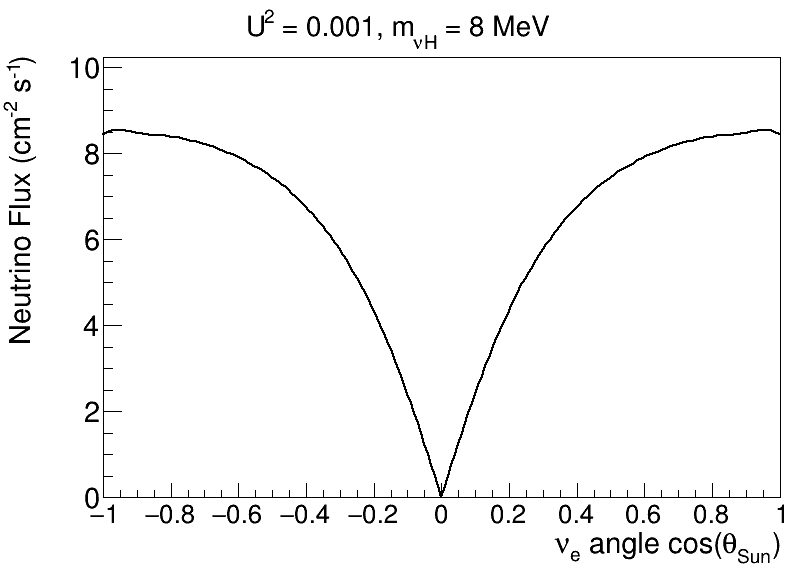 U² = 0.001, m_νH = 8 MeV
Neutrino Flux (cm⁻² s⁻¹)
10
8
6
4
2
0
−1 −0.8 −0.6 −0.4 −0.2 0 0.2 0.4 0.6 0.8 1
ν_e angle cos(θ_Sun)